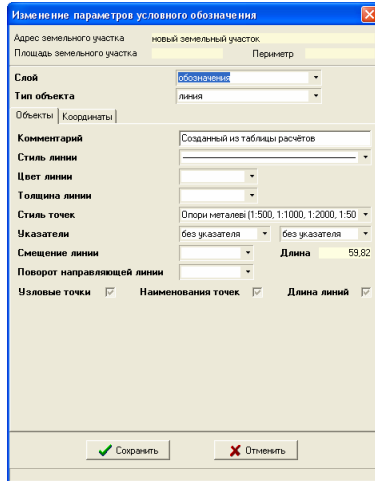 Изменение параметров условного обозначения
Адрес земельного участка новый земельный участок
Площадь земельного участка Периметр
Слой обозначения
Тип объекта линия
Объекты Координаты
Комментарий Созданный из таблицы расчётов
Стиль линии
Цвет линии
Толщина линии
Стиль точек Опори металеві (1:500, 1:1000, 1:2000, 1:50
Указатели без указателя без указателя
Смещение линии Длина 59,82
Поворот направляющей линии
Узловые точки Наименования точек Длина линий
Сохранить Отменить